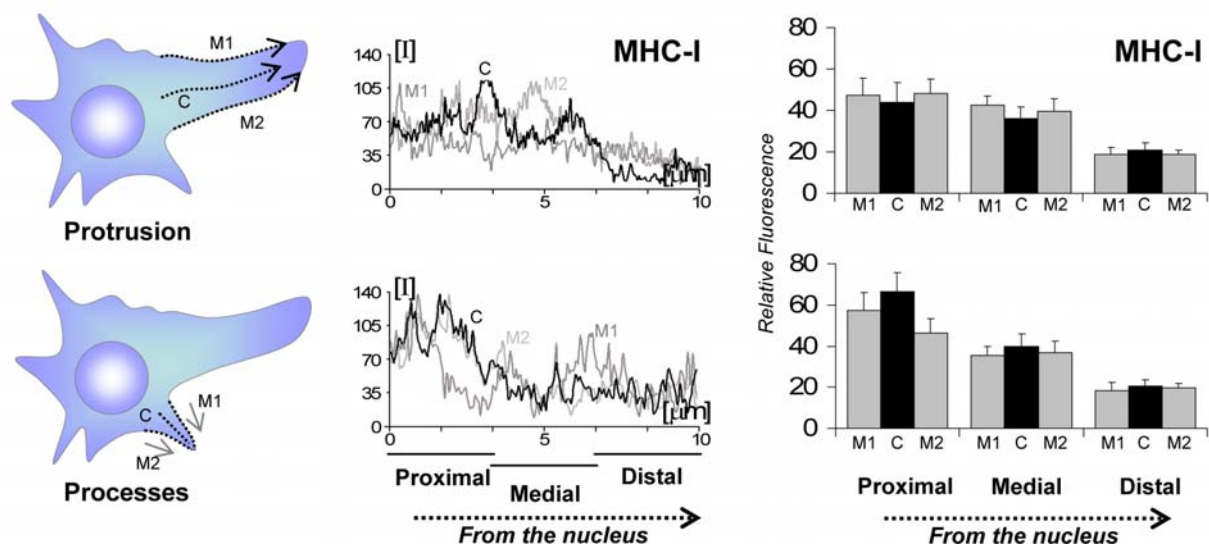 M1
C
M2
Protrusion
[I]
MHC-I
140
105
70
35
0
M1
C
M2
[µm]
0
5
10
MHC-I
80
60
40
20
0
Relative Fluorescence
M1 C M2
M1 C M2
M1 C M2
M1
C
M2
Processes
[I]
140
105
70
35
0
C
M2
M1
[µm]
0
5
10
Proximal
Medial
Distal
From the nucleus
80
60
40
20
0
M1 C M2
M1 C M2
M1 C M2
Proximal Medial Distal
From the nucleus